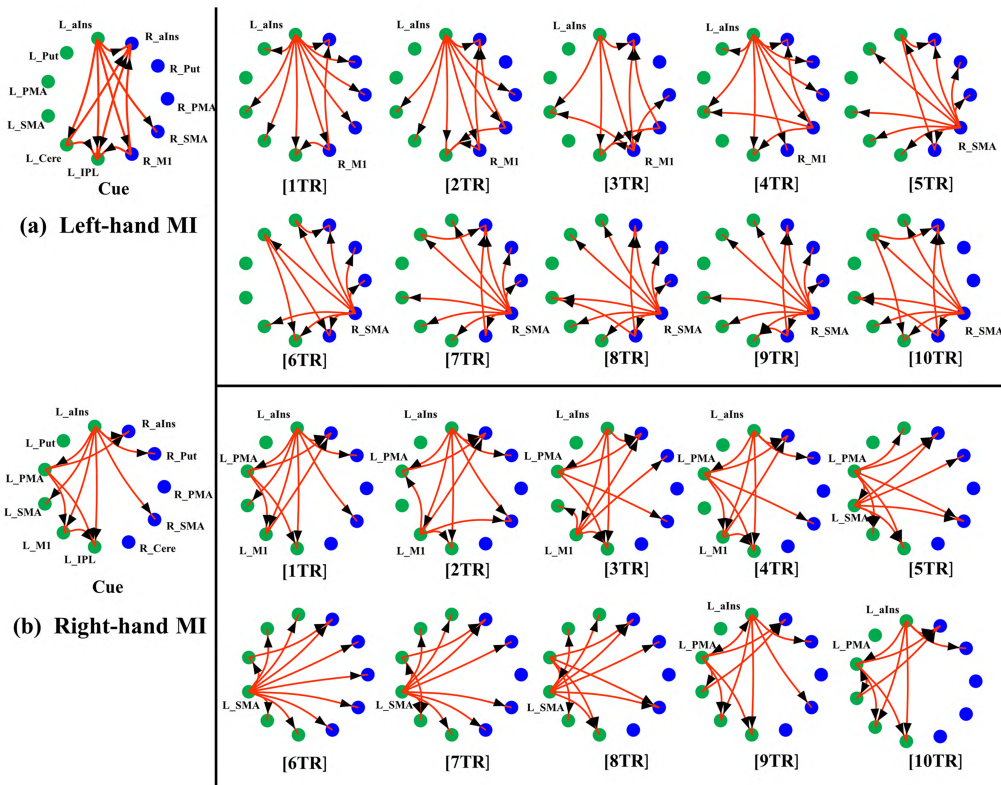 L_aIns
R_aIns
L_Put
R_Put
L_PMA
R_PMA
L_SMA
R_SMA
L_Cere
R_M1
L_IPL
Cue
(a) Left-hand MI
L_aIns
R_M1
[1TR]
L_aIns
R_M1
[2TR]
L_aIns
R_M1
[3TR]
L_aIns
R_M1
[4TR]
R_SMA
[5TR]
R_SMA
[6TR]
R_SMA
[7TR]
R_SMA
[8TR]
R_SMA
[9TR]
R_SMA
[10TR]
L_aIns
R_aIns
L_Put
R_Put
L_PMA
R_PMA
L_SMA
R_SMA
L_M1
R_Cere
L_IPL
Cue
(b) Right-hand MI
L_aIns
L_PMA
L_M1
[1TR]
L_aIns
L_PMA
L_M1
[2TR]
L_aIns
L_PMA
L_M1
[3TR]
L_aIns
L_PMA
L_M1
[4TR]
L_PMA
L_SMA
[5TR]
L_SMA
[6TR]
L_SMA
[7TR]
L_SMA
[8TR]
L_aIns
L_PMA
[9TR]
L_aIns
L_PMA
[10TR]